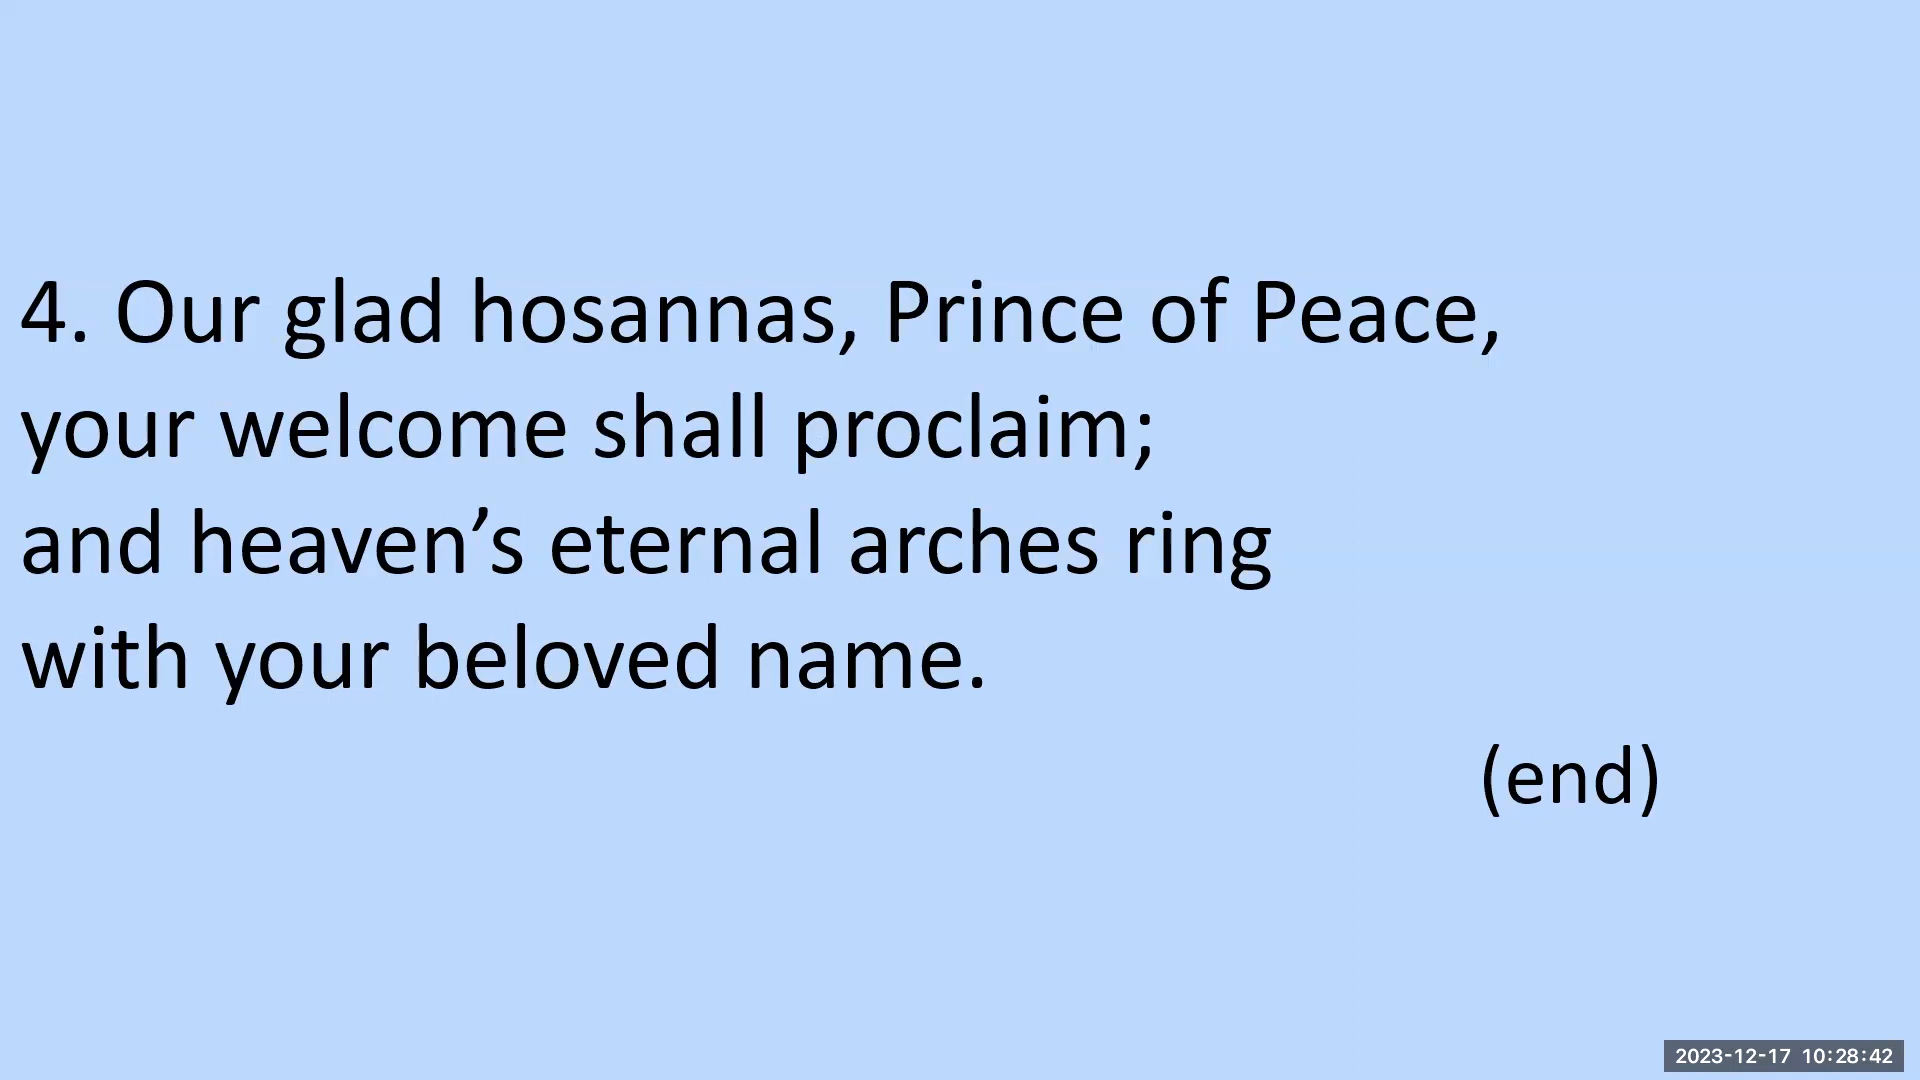 4. Our glad hosannas, Prince of Peace,
your welcome shall proclaim;
and heaven’s eternal arches ring
with your beloved name.
(end)
2023-12-17 10:28:42